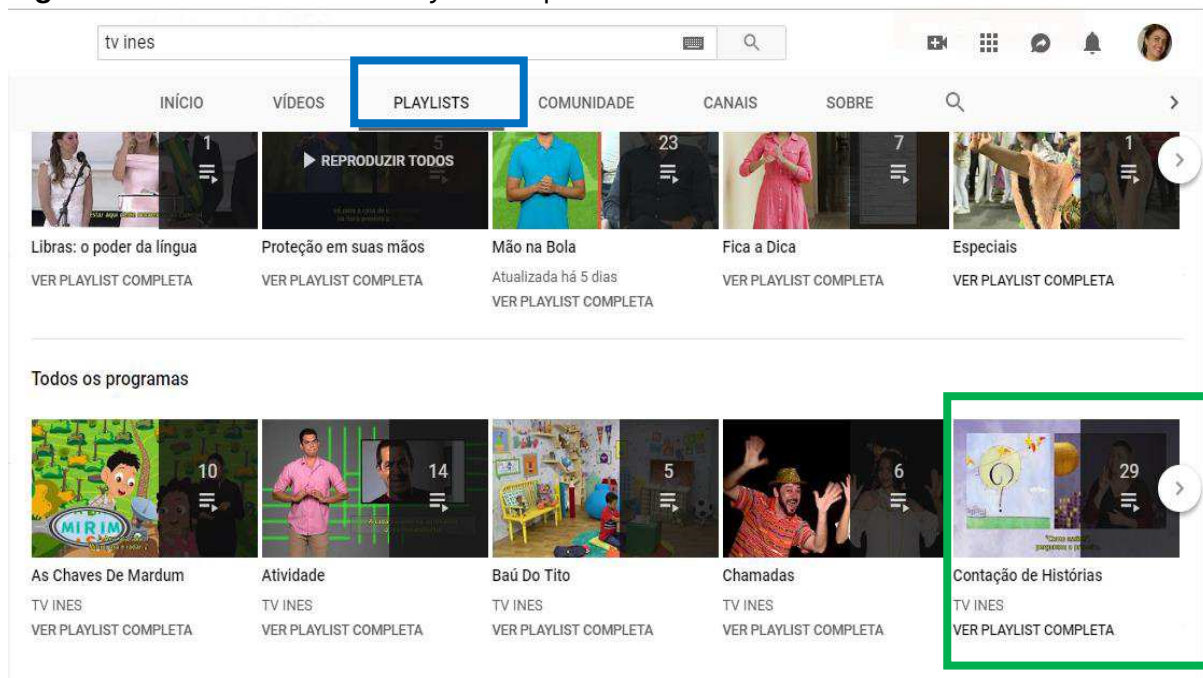 tv ines
INÍCIO VÍDEOS PLAYLISTS COMUNIDADE CANAIS SOBRE
1 REPRODUZIR TODOS 5 23 7 1
Libras: o poder da língua Proteção em suas mãos Mão na Bola Fica a Dica Especiais
VER PLAYLIST COMPLETA VER PLAYLIST COMPLETA Atualizada há 5 dias VER PLAYLIST COMPLETA VER PLAYLIST COMPLETA
VER PLAYLIST COMPLETA
Todos os programas
10 14 5 6 29
MIRIM
"Como assim?",
perguntou o príncipe.
As Chaves De Mardum Atividade Baú Do Tito Chamadas Contação de Histórias
TV INES TV INES TV INES TV INES TV INES
VER PLAYLIST COMPLETA VER PLAYLIST COMPLETA VER PLAYLIST COMPLETA VER PLAYLIST COMPLETA VER PLAYLIST COMPLETA